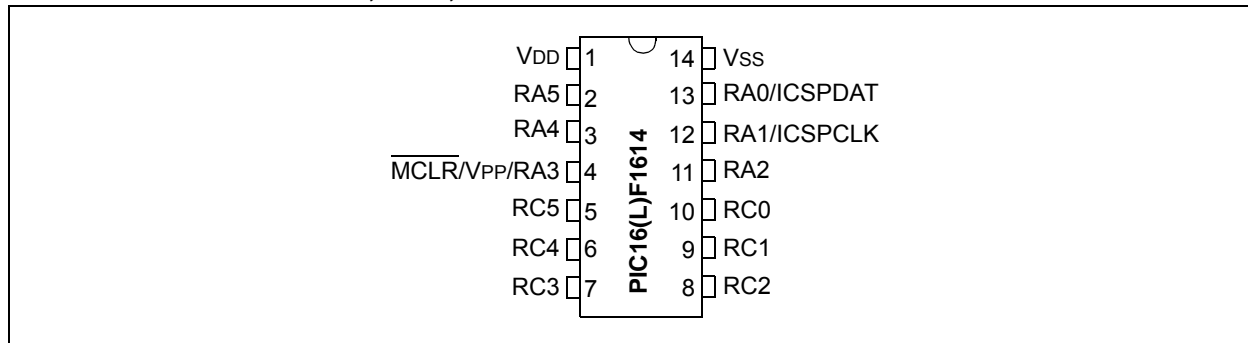 VDD 1 14 VSS
RA5 2 13 RA0/ICSPDAT
RA4 3 12 RA1/ICSPCLK
MCLR/VPP/RA3 4 11 RA2
RC5 5 10 RC0
RC4 6 9 RC1
RC3 7 8 RC2
PIC16(L)F1614